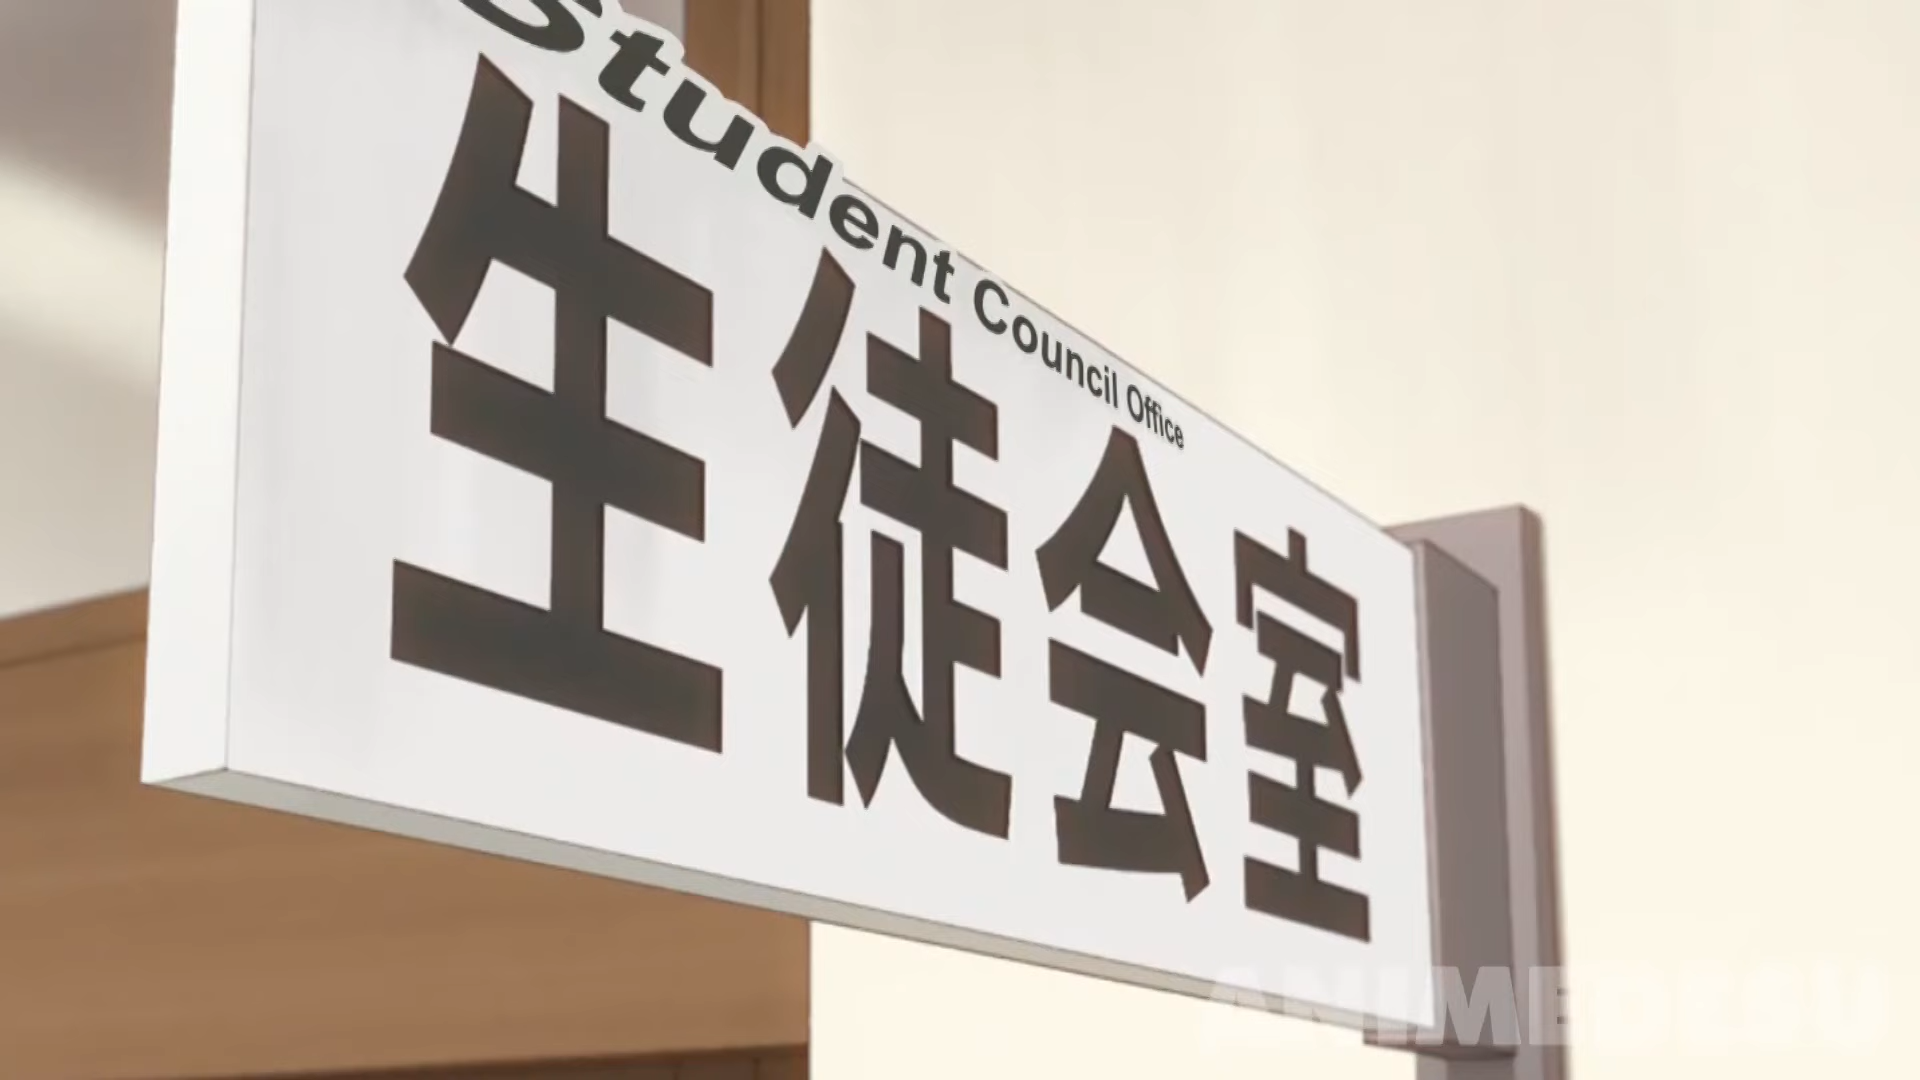 Student Council Office
生徒会室